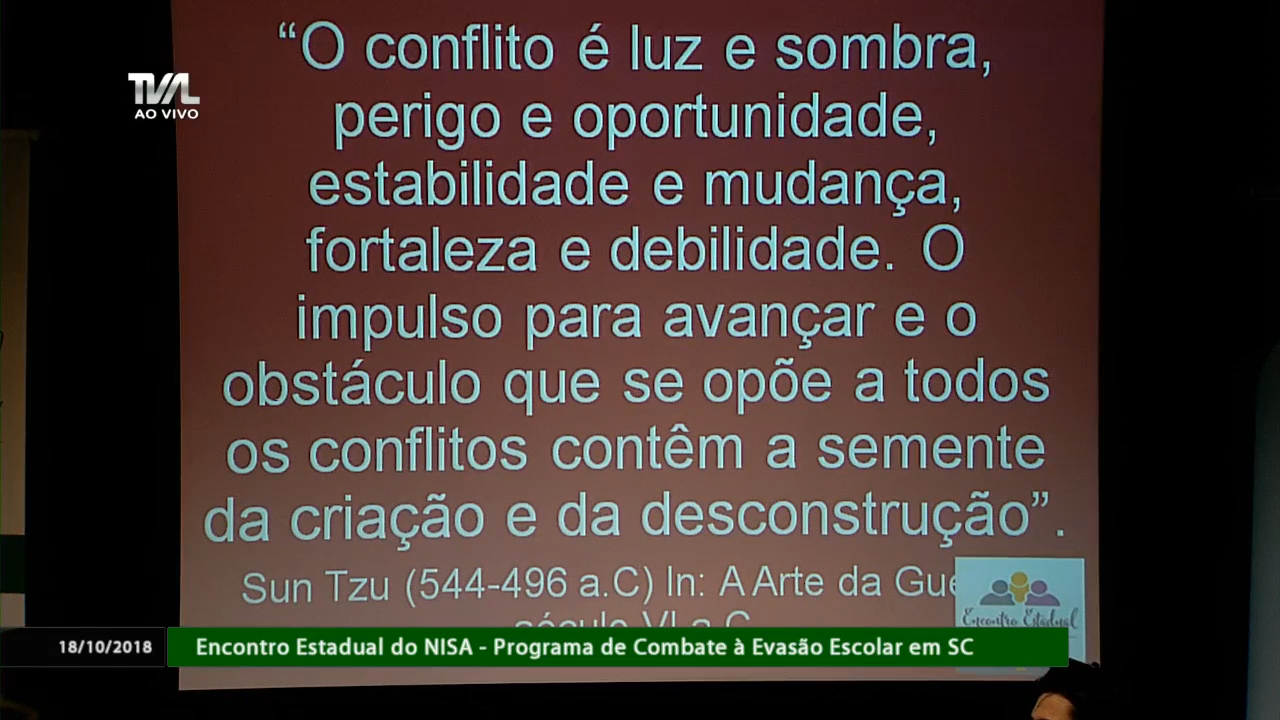 “O conflito é luz e sombra,
perigo e oportunidade,
estabilidade e mudança,
fortaleza e debilidade. O
impulso para avançar e o
obstáculo que se opõe a todos
os conflitos contêm a semente
da criação e da desconstrução”.
Sun Tzu (544-496 a.C) In: A Arte da
TVAL
AO VIVO
Encontro Estadual
18/10/2018
Encontro Estadual do NISA - Programa de Combate à Evasão Escolar em SC